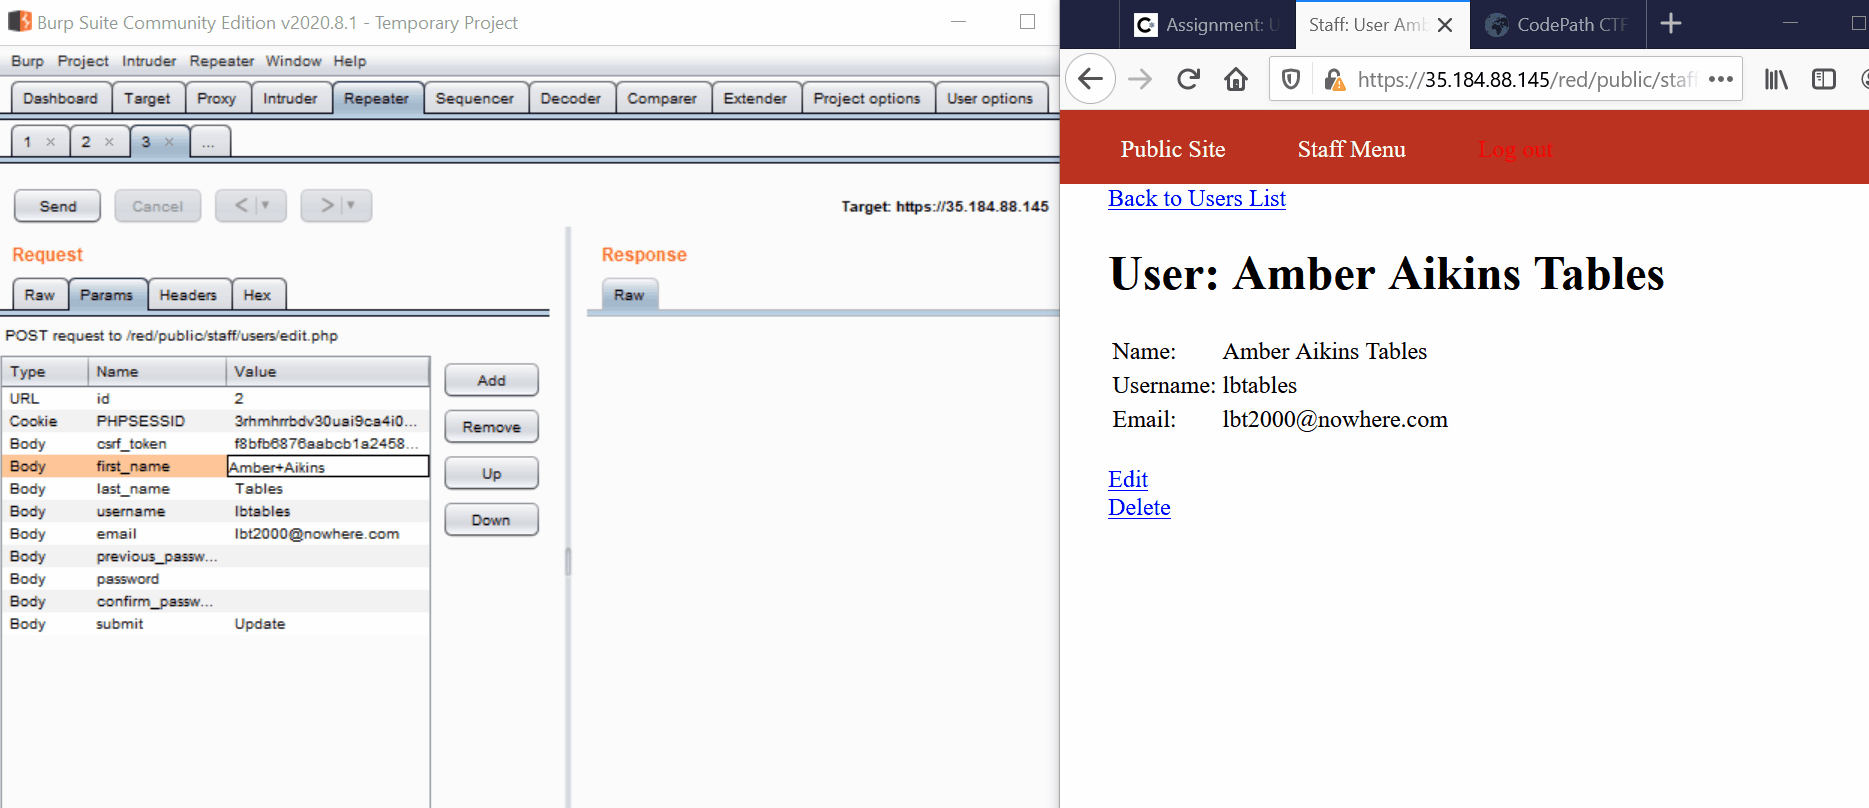 Burp Suite Community Edition v2020.8.1 - Temporary Project
Burp Project Intruder Repeater Window Help
Dashboard Target Proxy Intruder Repeater Sequencer Decoder Comparer Extender Project options User options
1 × 2 × 3 × ...
Send Cancel < > Target: https://35.184.88.145
Request
Raw Params Headers Hex
POST request to /red/public/staff/users/edit.php
Type Name Value
URL id 2
Cookie PHPSESSID 3rhmhrrbdv30uai9ca4i0...
Body csrf_token f8bfb6876aabcb1a2458...
Body first_name Amber+Aikins
Body last_name Tables
Body username lbtables
Body email lbt2000@nowhere.com
Body previous_passw...
Body password
Body confirm_passw...
Body submit Update
Add
Remove
Up
Down
Response
Raw
Assignment: U
Staff: User Amb
CodePath CTF
https://35.184.88.145/red/public/staf
Public Site Staff Menu Log out
Back to Users List
User: Amber Aikins Tables
Name: Amber Aikins Tables
Username: lbtables
Email: lbt2000@nowhere.com
Edit
Delete